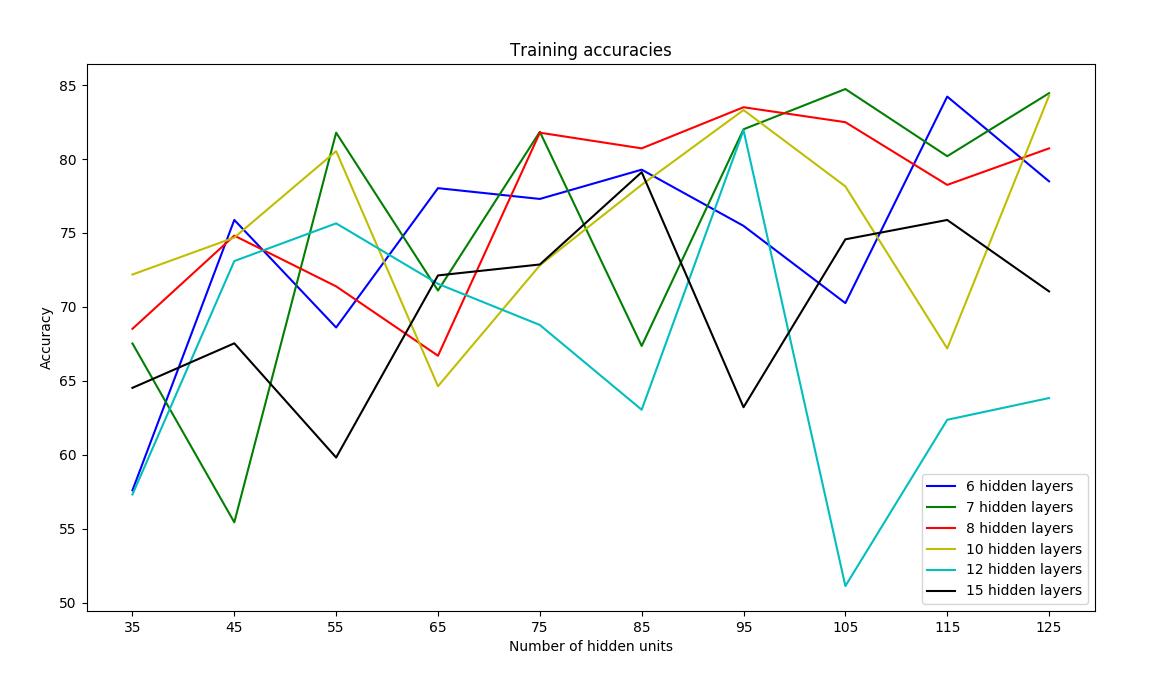 Training accuracies
85
80
75
70
65
60
55
50
Accuracy
35 45 55 65 75 85 95 105 115 125
Number of hidden units
6 hidden layers
7 hidden layers
8 hidden layers
10 hidden layers
12 hidden layers
15 hidden layers